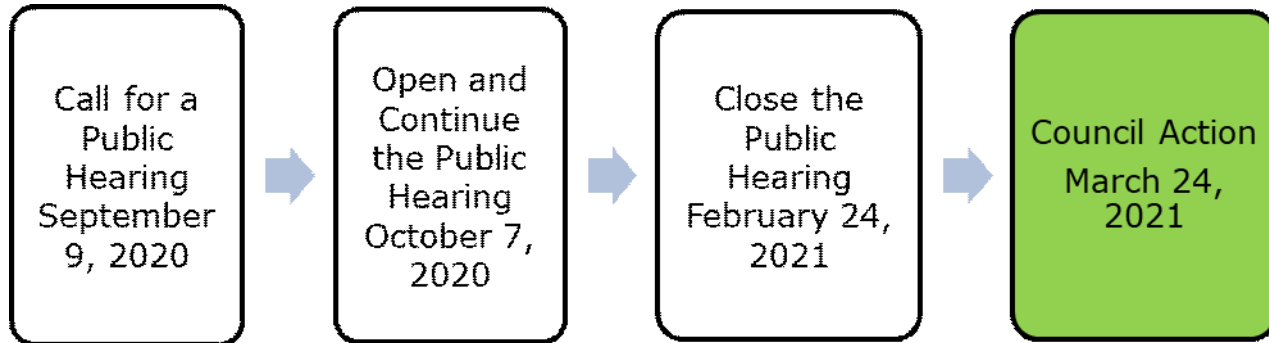 Call for a
Public
Hearing
September
9, 2020
Open and
Continue
the Public
Hearing
October 7,
2020
Close the
Public
Hearing
February 24,
2021
Council Action
March 24,
2021